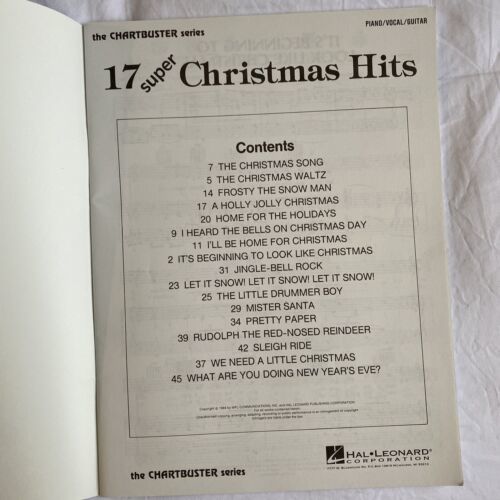 the CHARTBUSTER series
PIANO/VOCAL/GUITAR
17 super Christmas Hits
Contents
7 THE CHRISTMAS SONG
5 THE CHRISTMAS WALTZ
14 FROSTY THE SNOW MAN
17 A HOLLY JOLLY CHRISTMAS
20 HOME FOR THE HOLIDAYS
9 I HEARD THE BELLS ON CHRISTMAS DAY
11 I'LL BE HOME FOR CHRISTMAS
2 IT'S BEGINNING TO LOOK LIKE CHRISTMAS
31 JINGLE-BELL ROCK
23 LET IT SNOW! LET IT SNOW! LET IT SNOW!
25 THE LITTLE DRUMMER BOY
29 MISTER SANTA
34 PRETTY PAPER
39 RUDOLPH THE RED-NOSED REINDEER
42 SLEIGH RIDE
37 WE NEED A LITTLE CHRISTMAS
45 WHAT ARE YOU DOING NEW YEAR'S EVE?
HAL•LEONARD
CORPORATION
the CHARTBUSTER series